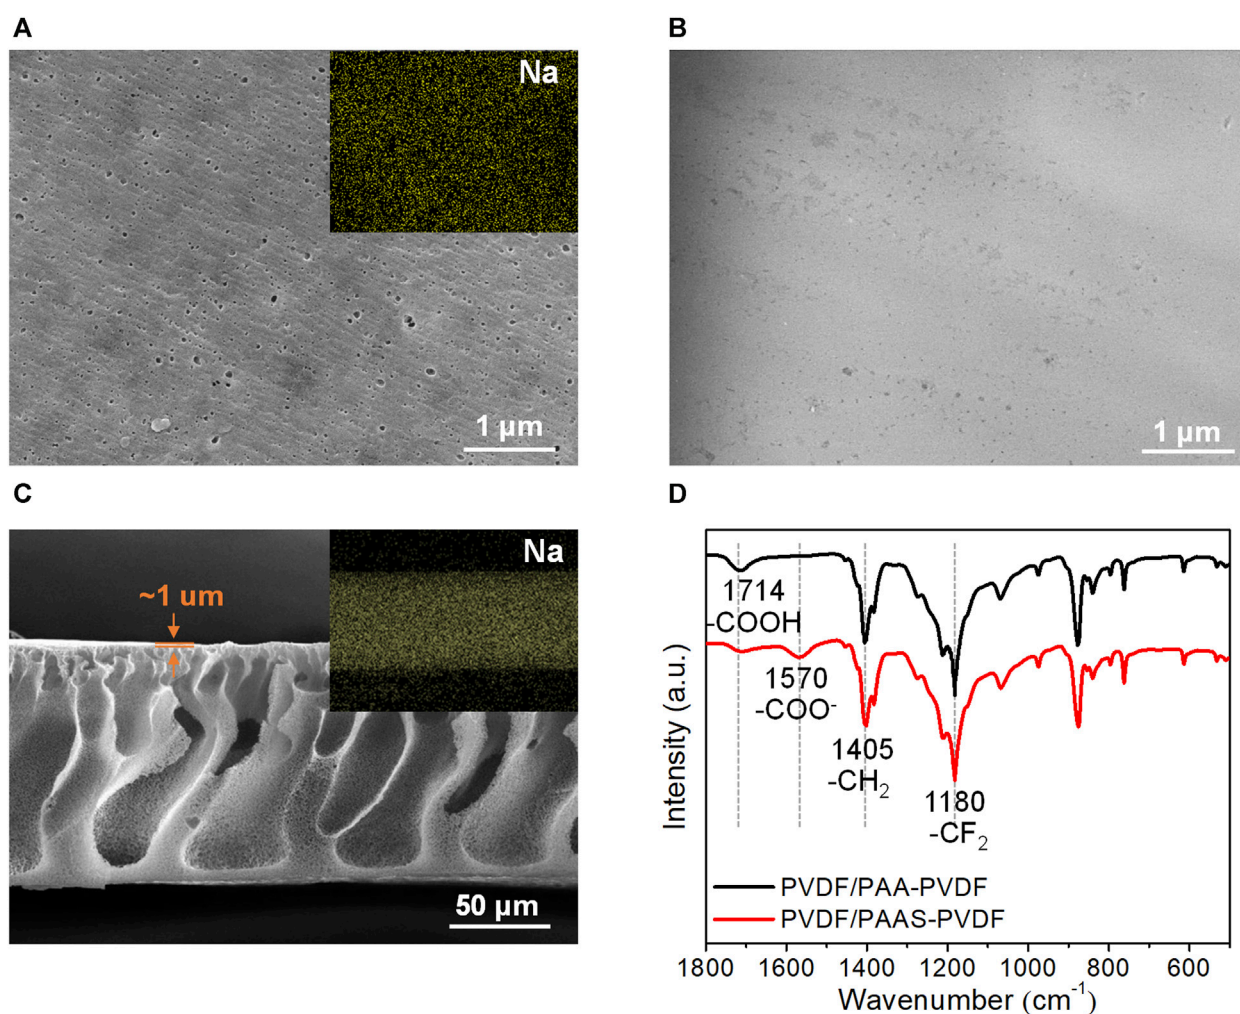 A
Na
1 μm
B
1 μm
C
Na
~1 um
50 μm
D
1714
-COOH
1570
-COO⁻
1405
-CH₂
1180
-CF₂
PVDF/PAA-PVDF
PVDF/PAAS-PVDF
Intensity (a.u.)
1800 1600 1400 1200 1000 800 600
Wavenumber (cm⁻¹)